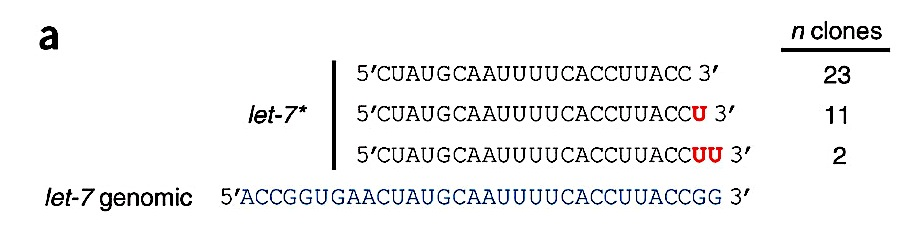 a
n clones
5′CUAUGCAAUUUUCACCUUACC 3′ 23
let-7* 5′CUAUGCAAUUUUCACCUUACCU 3′ 11
5′CUAUGCAAUUUUCACCUUACCUU 3′ 2
let-7 genomic 5′ACCGGUGAACUAUGCAAUUUUCACCUUACCGG 3′